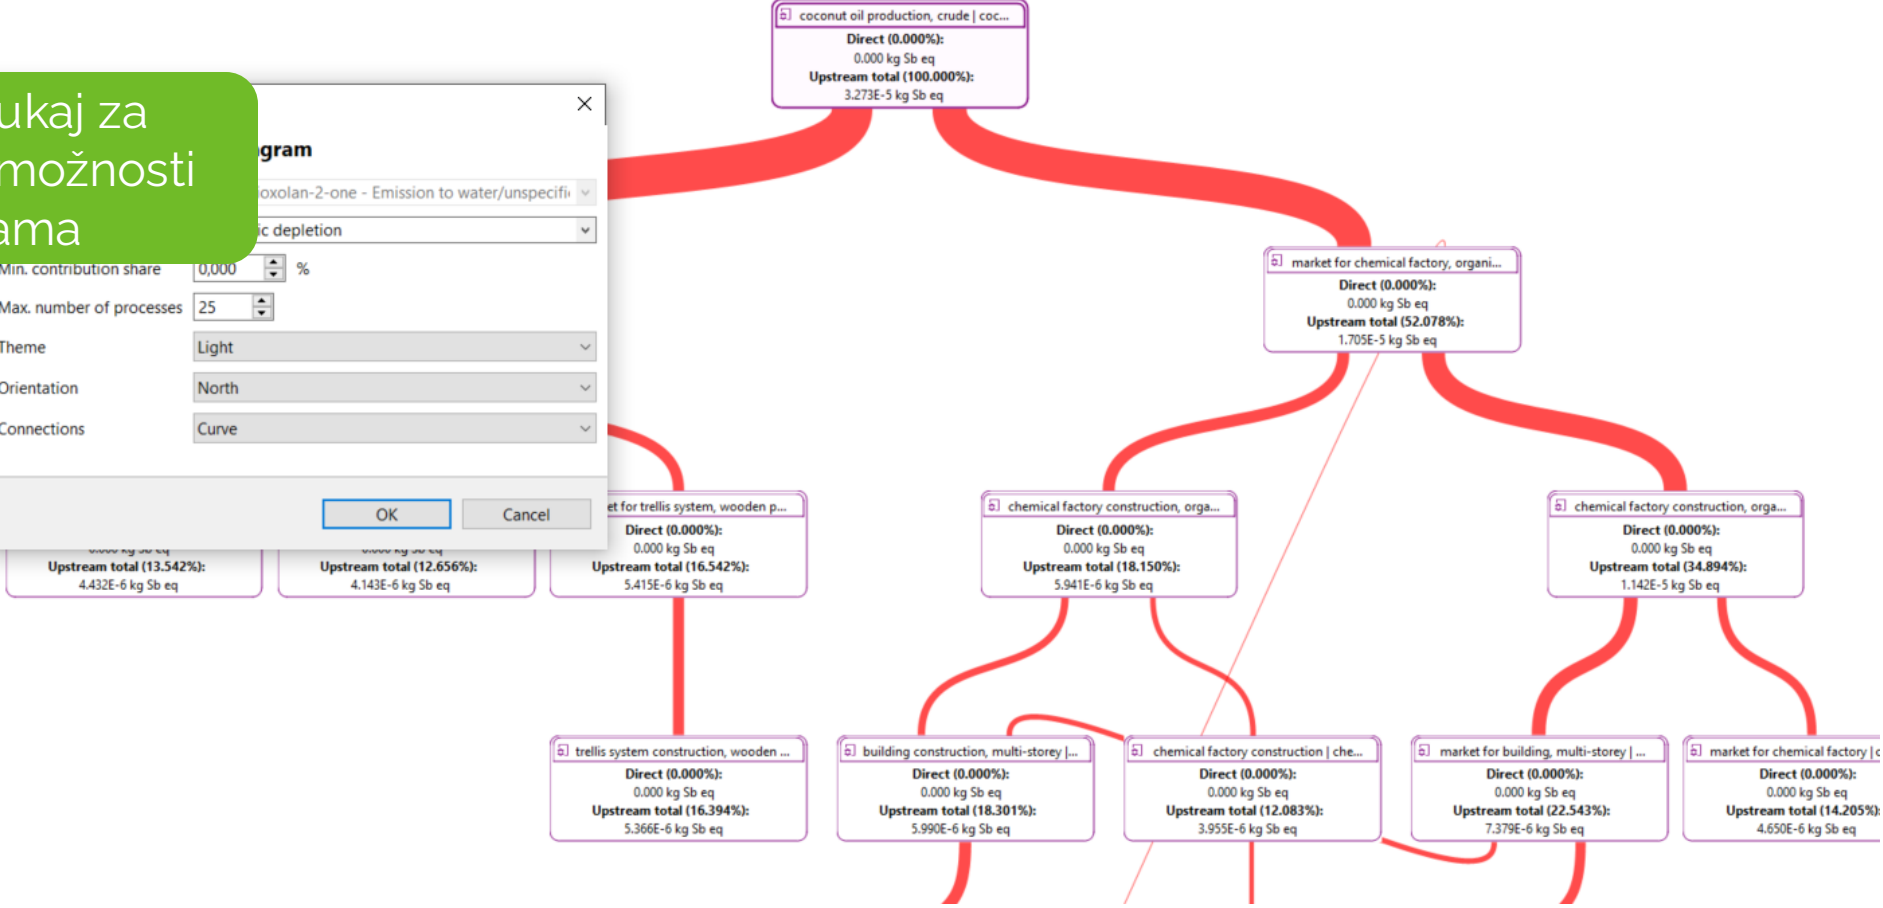 coconut oil production, crude | coc...
Direct (0.000%):
0.000 kg Sb eq
Upstream total (100.000%):
3.273E-5 kg Sb eq
ukaj za
možnosti
ama
gram
ioxolan-2-one - Emission to water/unspecifi
ic depletion
Min. contribution share 0,000 %
Max. number of processes 25
Theme Light
Orientation North
Connections Curve
OK Cancel
market for chemical factory, organi...
Direct (0.000%):
0.000 kg Sb eq
Upstream total (52.078%):
1.705E-5 kg Sb eq
0.000 kg Sb eq
Upstream total (13.542%):
4.432E-6 kg Sb eq
0.000 kg Sb eq
Upstream total (12.656%):
4.143E-6 kg Sb eq
et for trellis system, wooden p...
Direct (0.000%):
0.000 kg Sb eq
Upstream total (16.542%):
5.415E-6 kg Sb eq
chemical factory construction, orga...
Direct (0.000%):
0.000 kg Sb eq
Upstream total (18.150%):
5.941E-6 kg Sb eq
chemical factory construction, orga...
Direct (0.000%):
0.000 kg Sb eq
Upstream total (34.894%):
1.142E-5 kg Sb eq
trellis system construction, wooden ...
Direct (0.000%):
0.000 kg Sb eq
Upstream total (16.394%):
5.366E-6 kg Sb eq
building construction, multi-storey |...
Direct (0.000%):
0.000 kg Sb eq
Upstream total (18.301%):
5.990E-6 kg Sb eq
chemical factory construction | che...
Direct (0.000%):
0.000 kg Sb eq
Upstream total (12.083%):
3.955E-6 kg Sb eq
market for building, multi-storey | ...
Direct (0.000%):
0.000 kg Sb eq
Upstream total (22.543%):
7.379E-6 kg Sb eq
market for chemical factory | c
Direct (0.000%):
0.000 kg Sb eq
Upstream total (14.205%):
4.650E-6 kg Sb eq